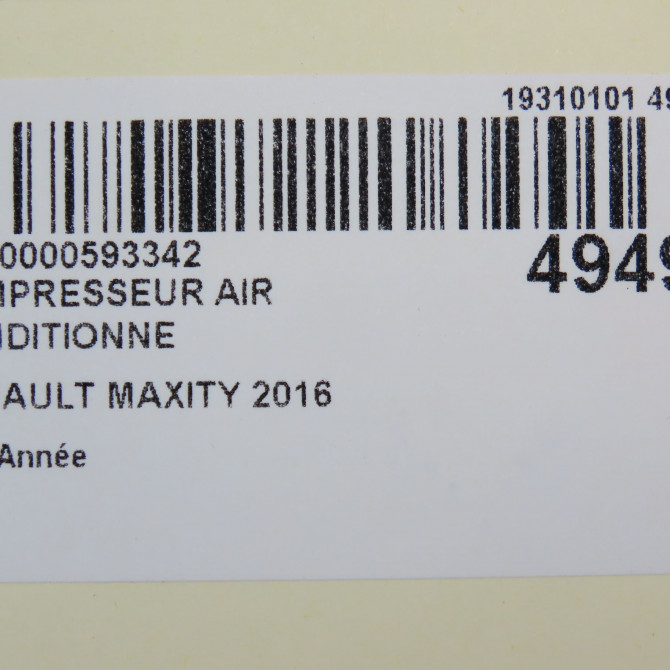 19310101 49
0000593342
4949
MPRESSEUR AIR
NDITIONNE
AULT MAXITY 2016
Année